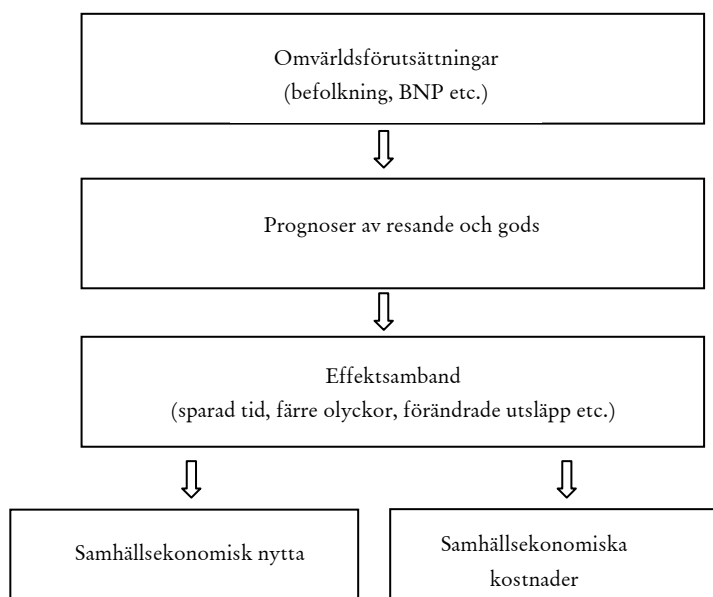 Omvärldsförutsättningar
(befolkning, BNP etc.)
Prognoser av resande och gods
Effektsamband
(sparad tid, färre olyckor, förändrade utsläpp etc.)
Samhällsekonomisk nytta
Samhällsekonomiska
kostnader